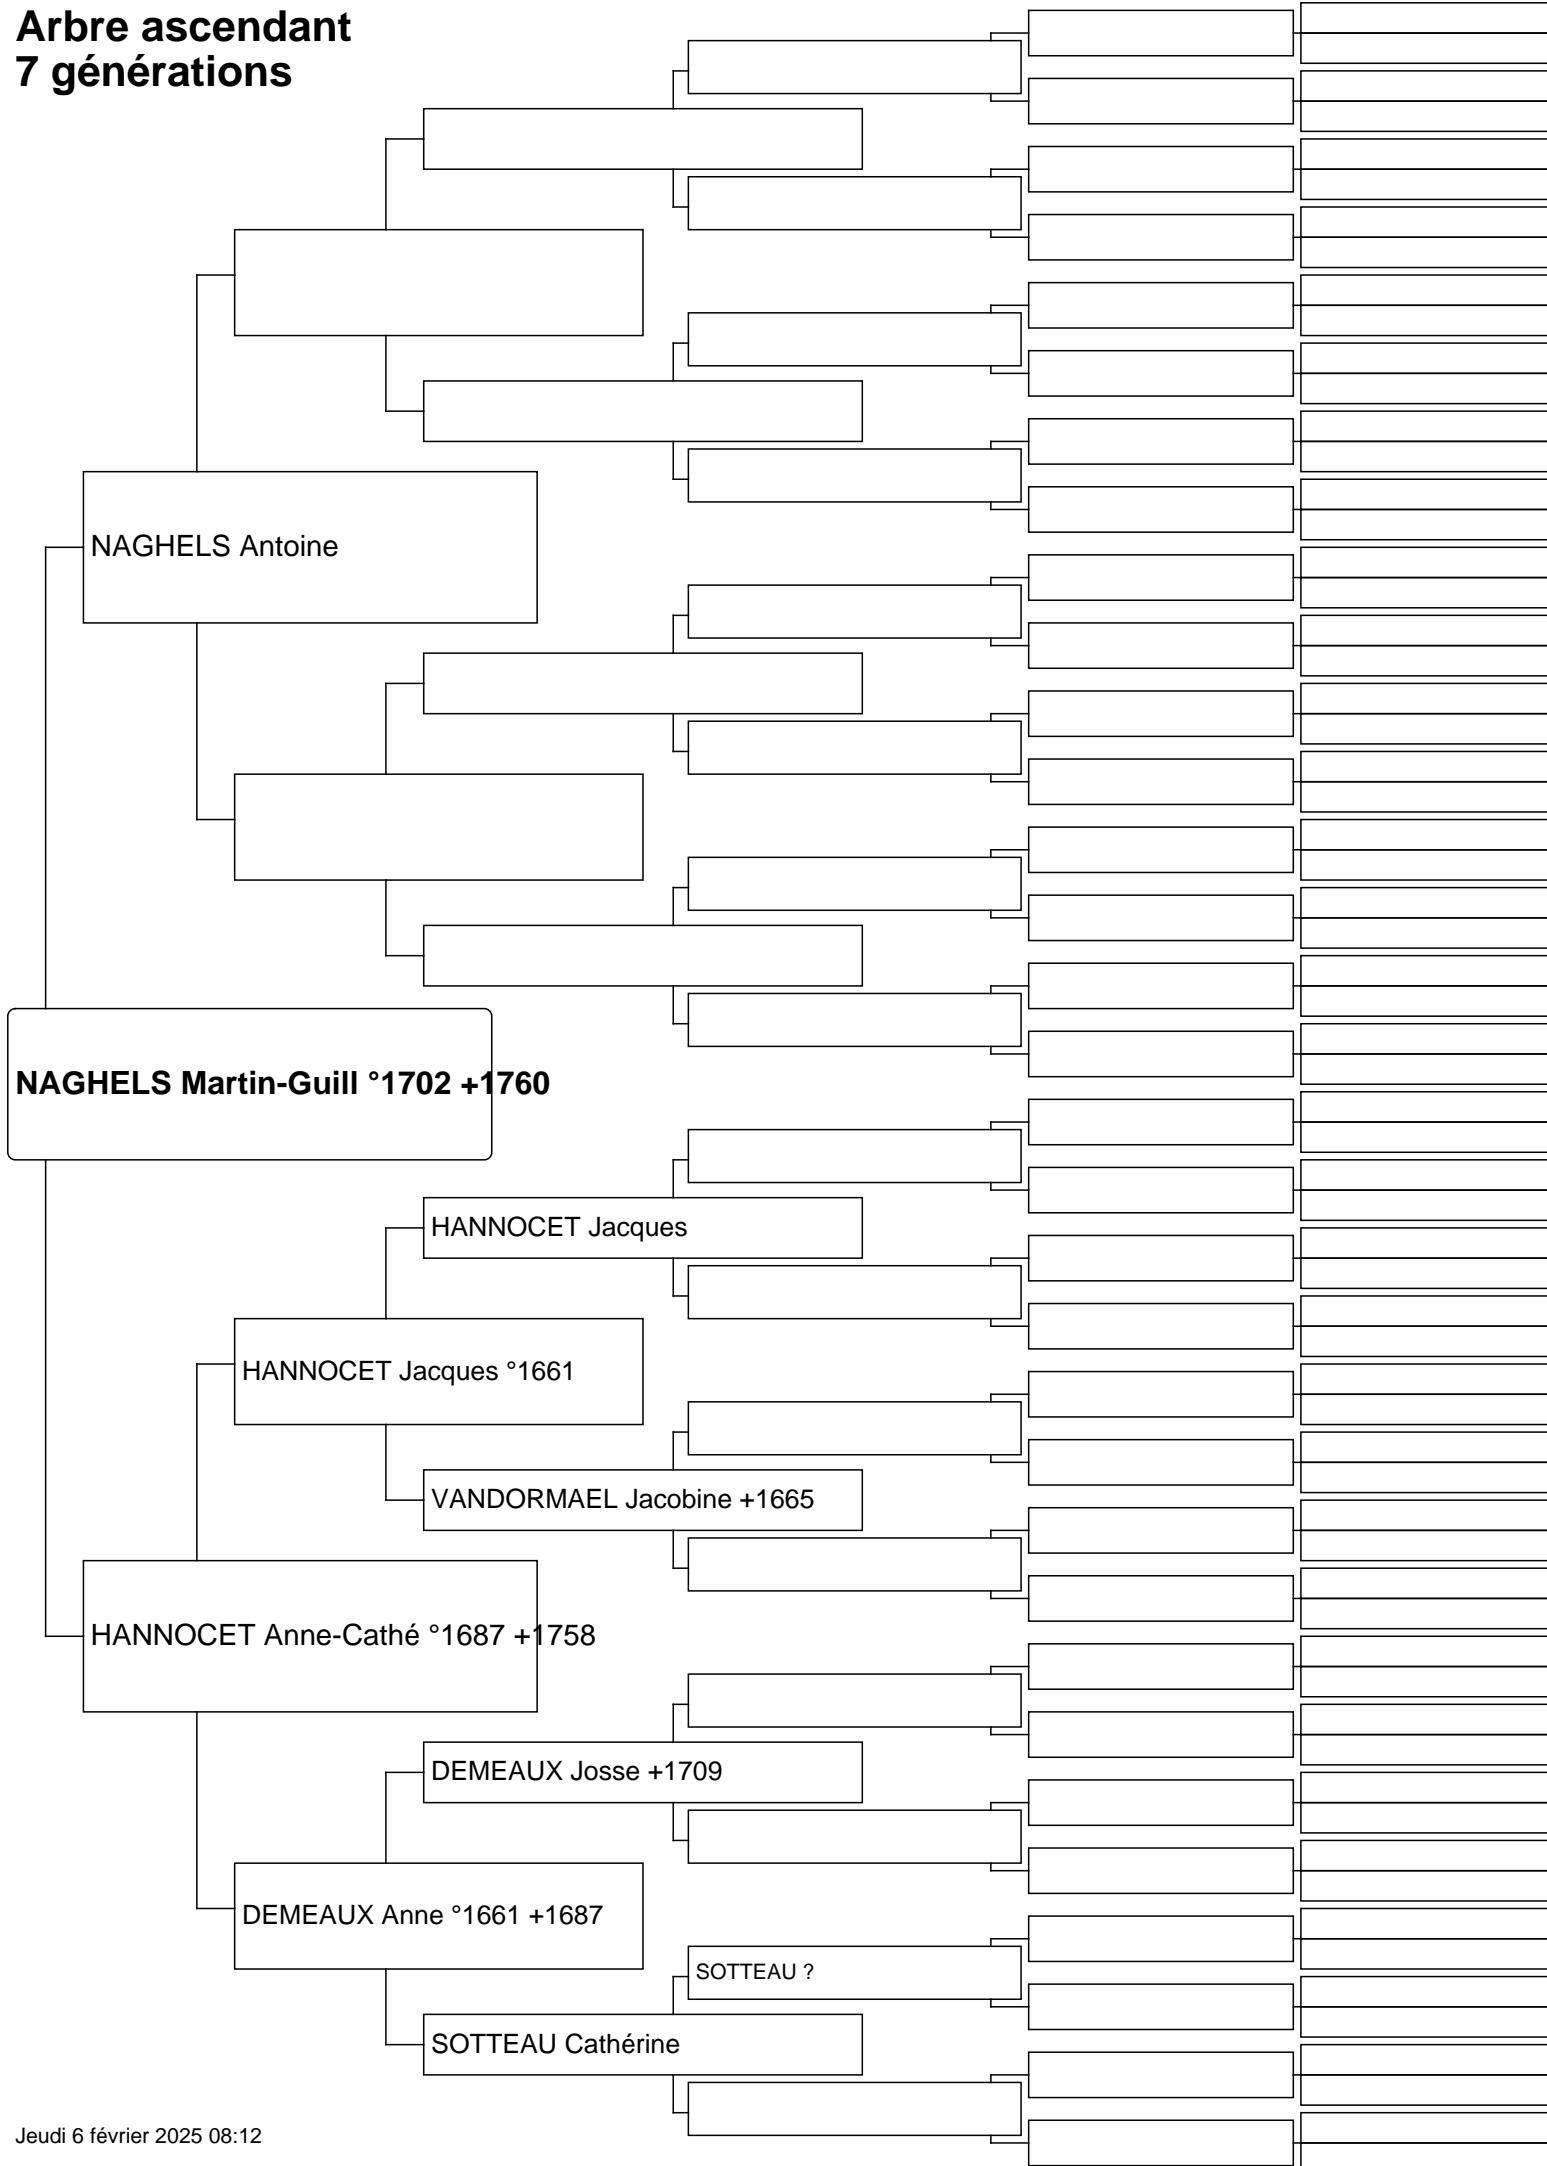 Arbre ascendant
7 générations
NAGHELS Antoine
NAGHELS Martin-Guill °1702 +1760
HANNOCET Jacques
HANNOCET Jacques °1661
VANDORMAEL Jacobine +1665
HANNOCET Anne-Cathé °1687 +1758
DEMEAUX Josse +1709
DEMEAUX Anne °1661 +1687
SOTTEAU ?
SOTTEAU Cathérine
Jeudi 6 février 2025 08:12